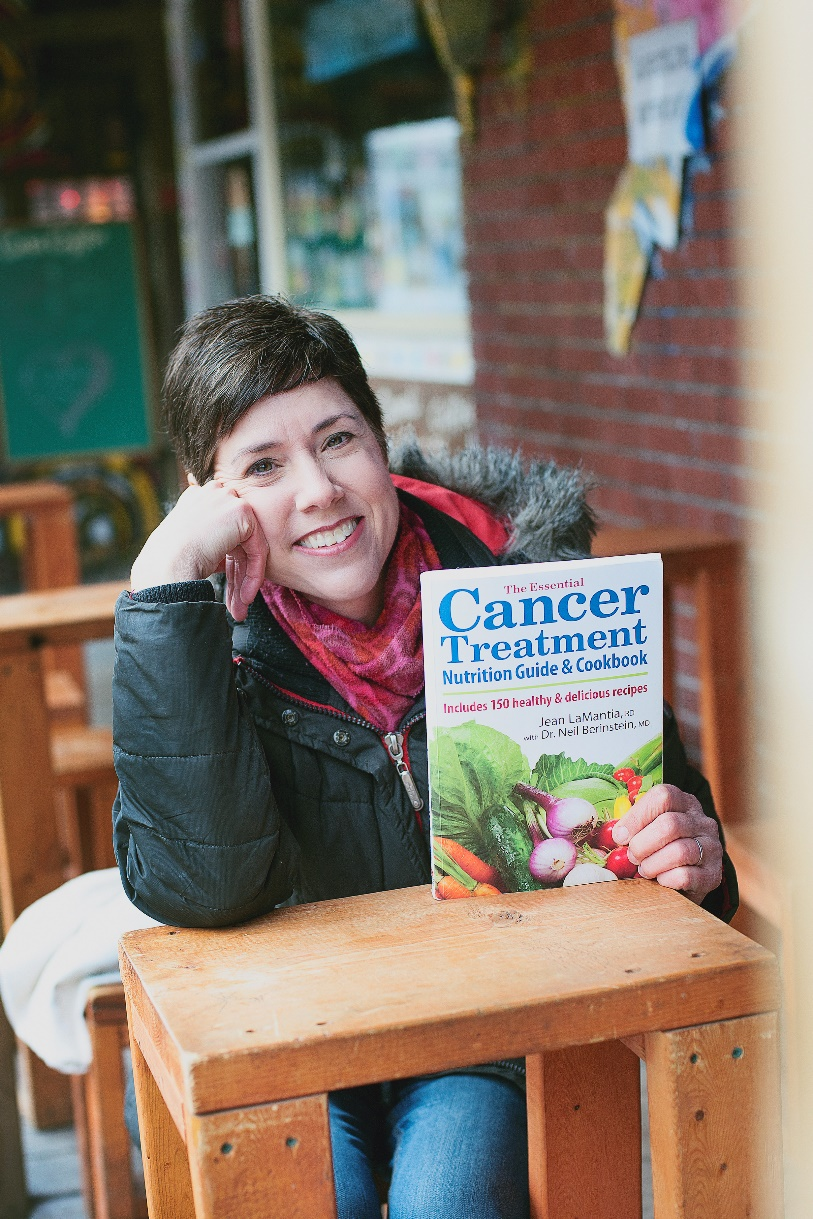 The Essential
Cancer
Treatment
Nutrition Guide & Cookbook
Includes 150 healthy & delicious recipes
Jean LaMantia, RD
with Dr. Neil Berinstein, MD